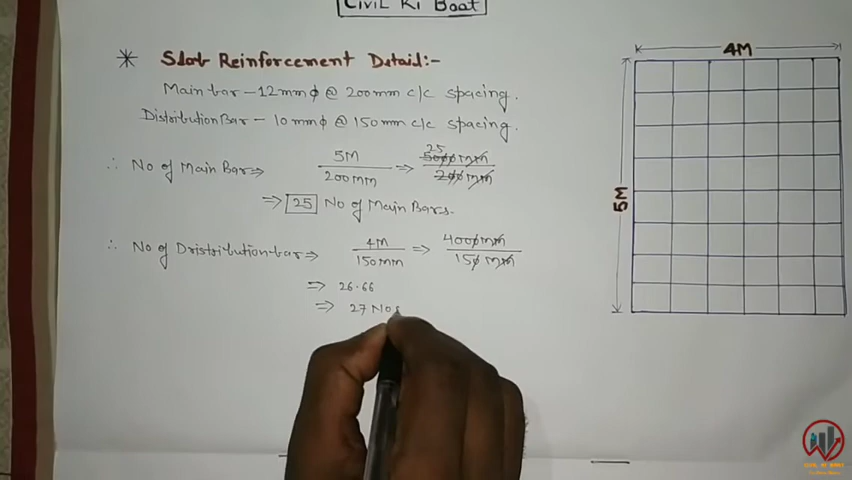 Civil Ki Baat
* Slab Reinforcement Detail:-
Main bar - 12mmϕ @ 200mm c/c spacing.
Distribution Bar - 10mmϕ @ 150mm c/c spacing.
∴ No of Main Bar ⇒ 5M / 200MM ⇒ 5000mm / 200mm 25
⇒ 25 No of Main Bars.
∴ No of Dristribution-bar ⇒ 4M / 150MM ⇒ 4000mm / 150mm
⇒ 26.66
⇒ 27 Nos
4M
5M